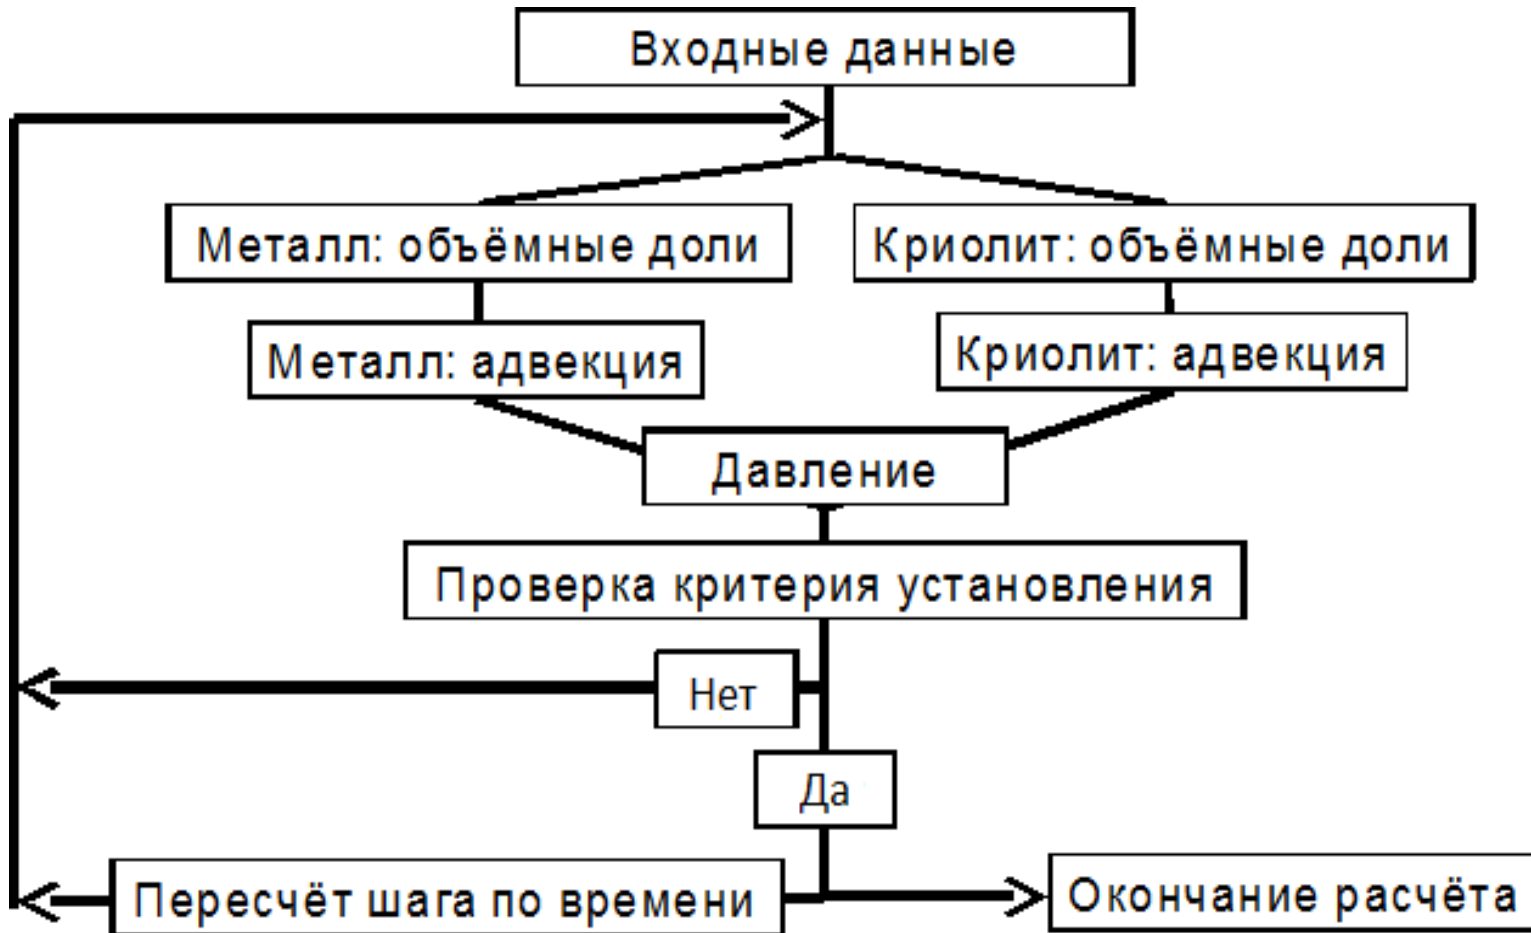 Входные данные
Металл: объёмные доли
Криолит: объёмные доли
Металл: адвекция
Криолит: адвекция
Давление
Проверка критерия установления
Нет
Да
Пересчёт шага по времени
Окончание расчёта